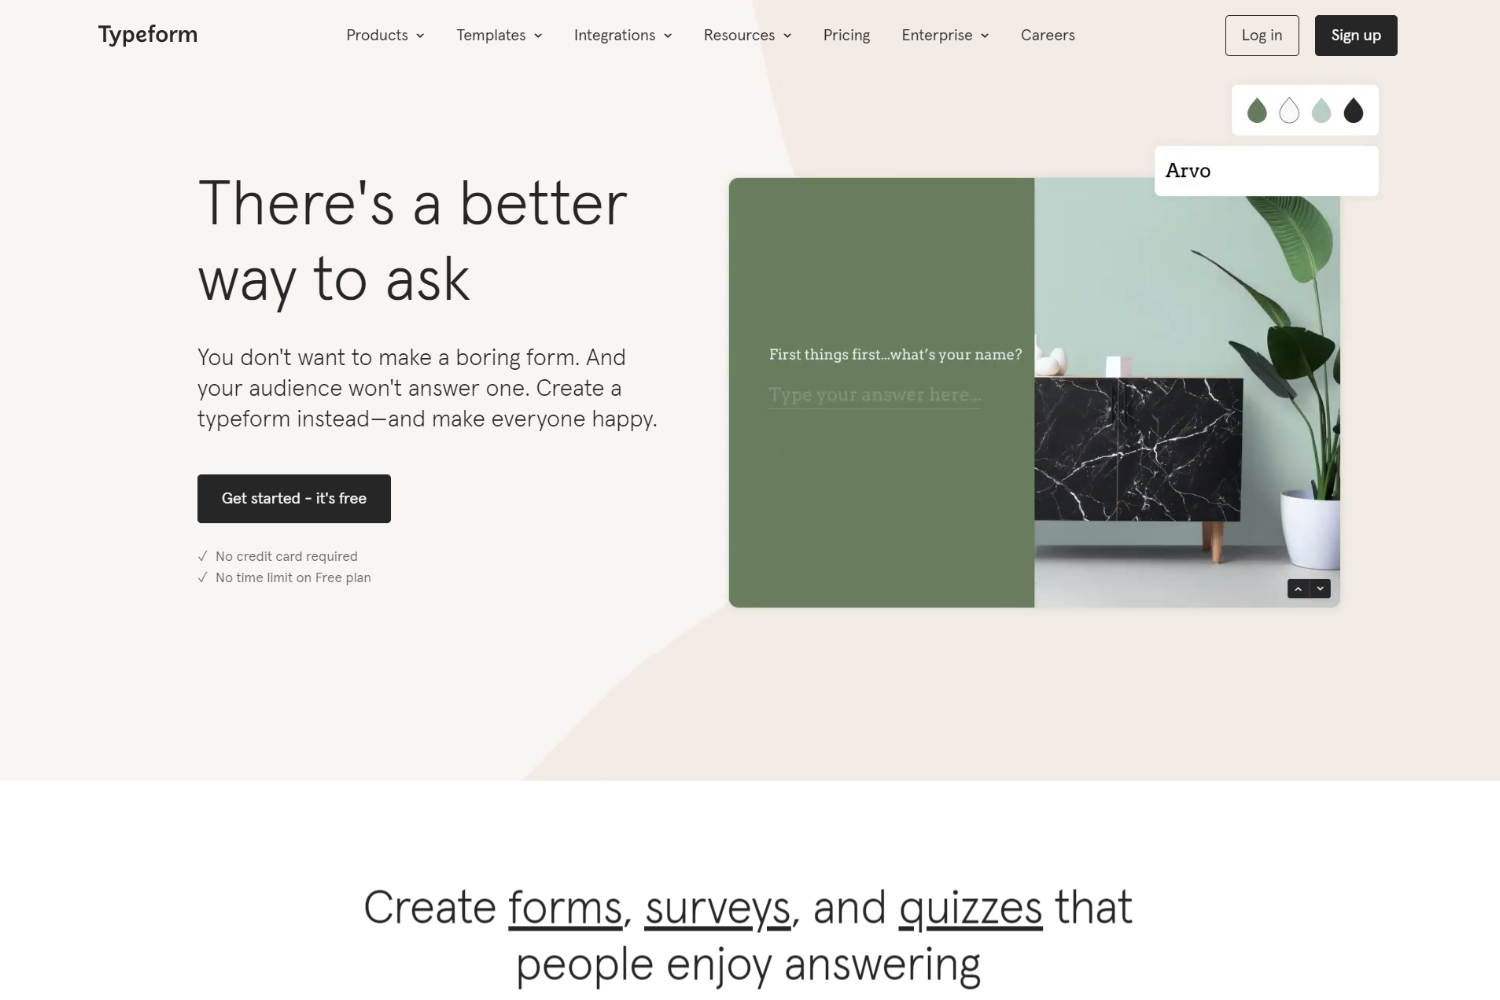 Typeform
Products
Templates
Integrations
Resources
Pricing
Enterprise
Careers
Log in
Sign up
Arvo
There's a better
way to ask
You don't want to make a boring form. And
your audience won't answer one. Create a
typeform instead—and make everyone happy.
Get started - it's free
✓ No credit card required
✓ No time limit on Free plan
First things first...what's your name?
Type your answer here...
Create forms, surveys, and quizzes that
people enjoy answering